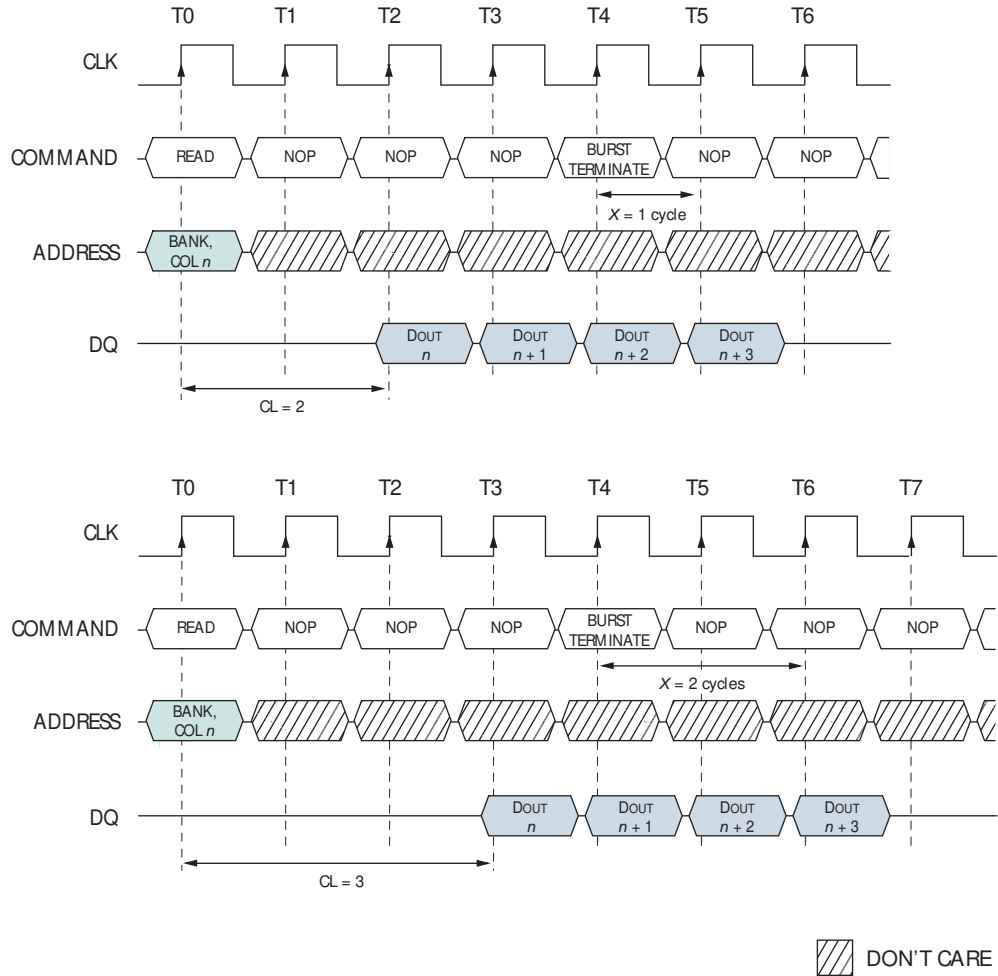 T0 T1 T2 T3 T4 T5 T6
CLK
COMMAND READ NOP NOP NOP BURST TERMINATE NOP NOP
X = 1 cycle
ADDRESS BANK, COL n
DQ DOUT n DOUT n + 1 DOUT n + 2 DOUT n + 3
CL = 2
T0 T1 T2 T3 T4 T5 T6 T7
CLK
COMMAND READ NOP NOP NOP BURST TERMINATE NOP NOP NOP
X = 2 cycles
ADDRESS BANK, COL n
DQ DOUT n DOUT n + 1 DOUT n + 2 DOUT n + 3
CL = 3
DON'T CARE